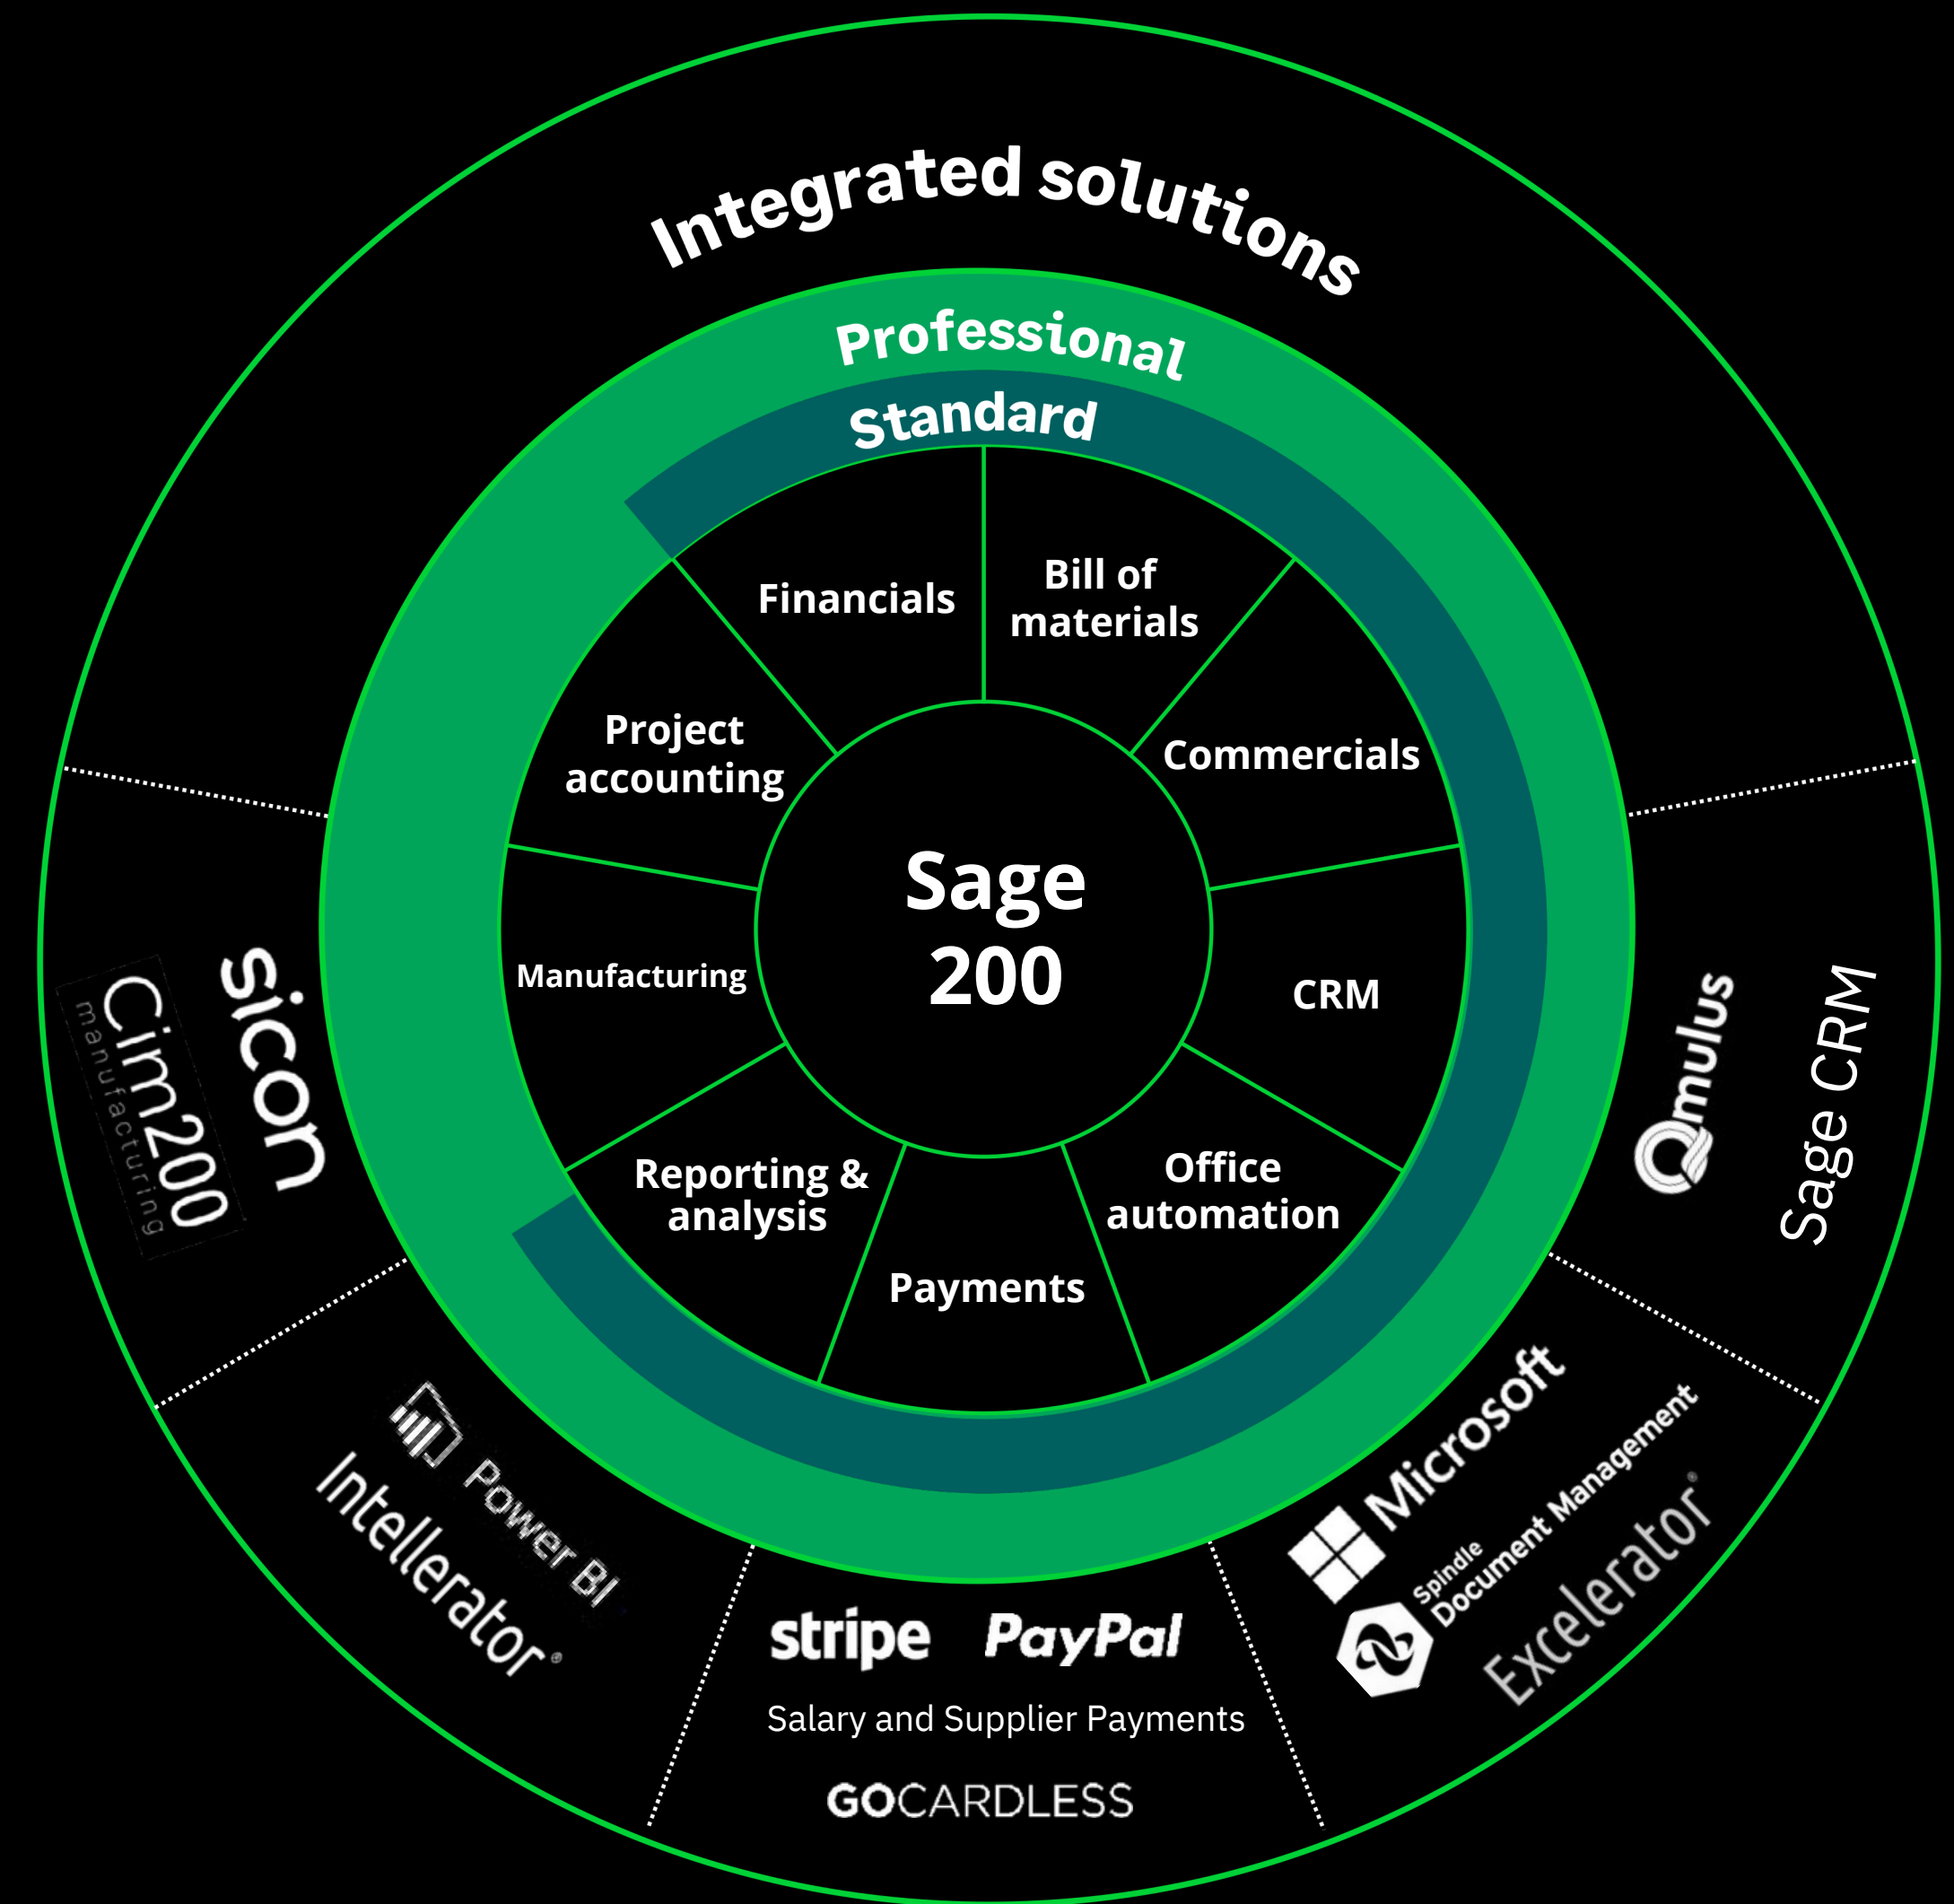 Integrated solutions
Professional
Standard
Financials
Bill of
materials
Commercials
CRM
Office
automation
Payments
Reporting &
analysis
Manufacturing
Project
accounting
Sage
200
Qmulus
Sage CRM
Microsoft
Spindle
Document Management
Excelerator®
stripe
PayPal
Salary and Supplier Payments
GOCARDLESS
Power BI
Intellerator®
sicon
Cim200
manufacturing